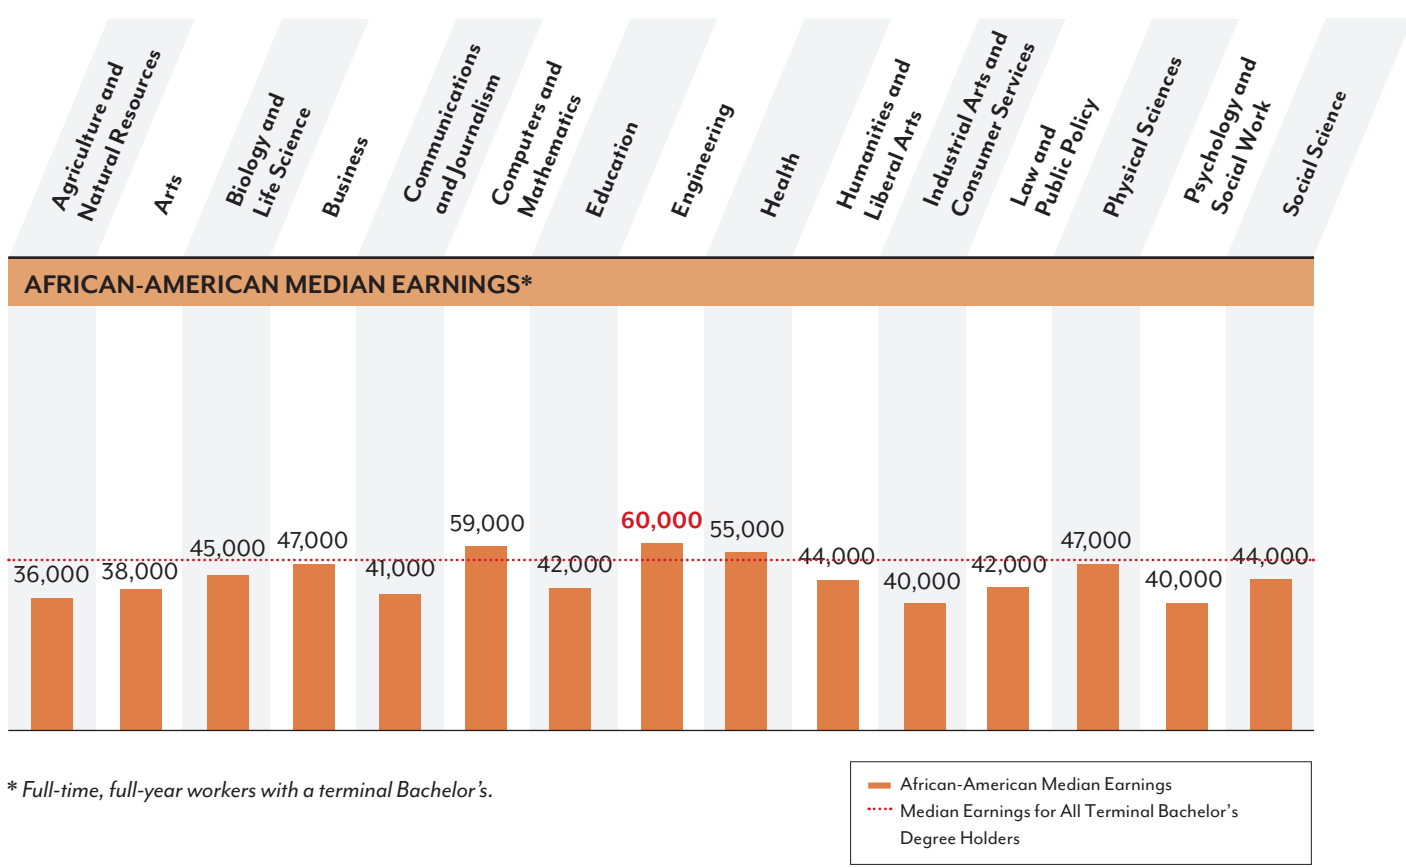 Agriculture and
Natural Resources
Arts
Biology and
Life Science
Business
Communications
and Journalism
Computers and
Mathematics
Education
Engineering
Health
Humanities and
Liberal Arts
Industrial Arts and
Consumer Services
Law and
Public Policy
Physical Sciences
Psychology and
Social Work
Social Science
AFRICAN-AMERICAN MEDIAN EARNINGS*
36,000
38,000
45,000
47,000
41,000
59,000
42,000
60,000
55,000
44,000
40,000
42,000
47,000
40,000
44,000
* Full-time, full-year workers with a terminal Bachelor's.
African-American Median Earnings
Median Earnings for All Terminal Bachelor's
Degree Holders